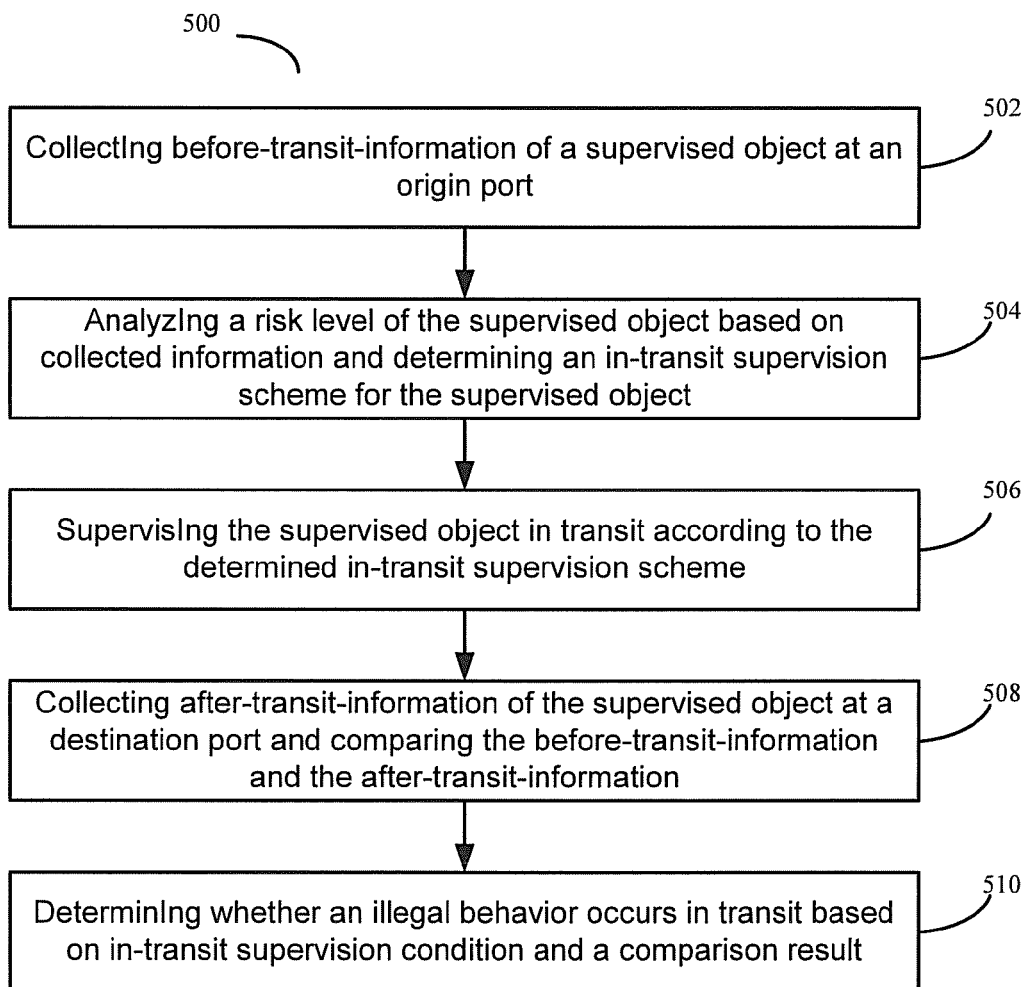 500
502
CollectIng before-transit-information of a supervised object at an
origin port
504
AnalyzIng a risk level of the supervised object based on
collected information and determining an in-transit supervision
scheme for the supervised object
506
SupervisIng the supervised object in transit according to the
determined in-transit supervision scheme
508
Collecting after-transit-information of the supervised object at a
destination port and comparing the before-transit-information
and the after-transit-information
510
DeterminIng whether an illegal behavior occurs in transit based
on in-transit supervision condition and a comparison result